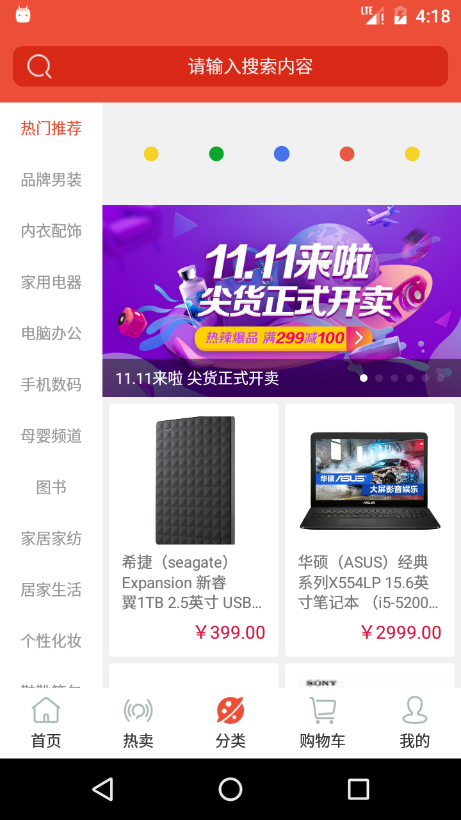 LTE 4:18
请输入搜索内容
热门推荐
品牌男装
内衣配饰
家用电器
电脑办公
手机数码
母婴频道
图书
家居家纺
居家生活
个性化妆
11.11来啦
尖货正式开卖
热辣爆品 满299减100
11.11来啦 尖货正式开卖
希捷（seagate）
Expansion 新睿
翼1TB 2.5英寸 USB...
￥399.00
华硕 ASUS
大屏影音娱乐
华硕（ASUS）经典
系列X554LP 15.6英
寸笔记本 （i5-5200...
￥2999.00
SONY
首页
热卖
分类
购物车
我的